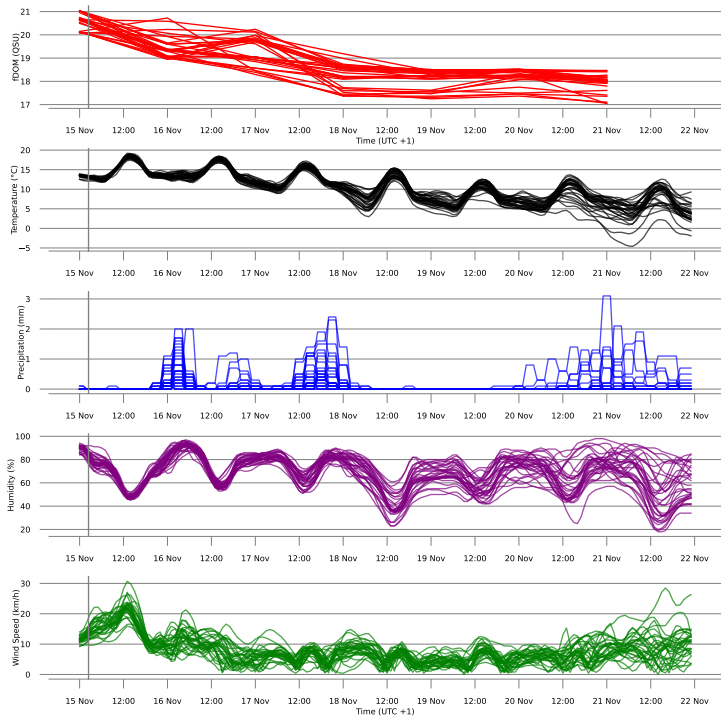 21
20
19
18
17
fDOM (QSU)
15 Nov 12:00 16 Nov 12:00 17 Nov 12:00 18 Nov 12:00 19 Nov 12:00 20 Nov 12:00 21 Nov 12:00 22 Nov
Time (UTC +1)
20
15
10
5
0
−5
Temperature (°C)
15 Nov 12:00 16 Nov 12:00 17 Nov 12:00 18 Nov 12:00 19 Nov 12:00 20 Nov 12:00 21 Nov 12:00 22 Nov
3
2
1
0
Precipitation (mm)
15 Nov 12:00 16 Nov 12:00 17 Nov 12:00 18 Nov 12:00 19 Nov 12:00 20 Nov 12:00 21 Nov 12:00 22 Nov
100
80
60
40
20
Humidity (%)
15 Nov 12:00 16 Nov 12:00 17 Nov 12:00 18 Nov 12:00 19 Nov 12:00 20 Nov 12:00 21 Nov 12:00 22 Nov
30
20
10
0
Wind Speed (km/h)
15 Nov 12:00 16 Nov 12:00 17 Nov 12:00 18 Nov 12:00 19 Nov 12:00 20 Nov 12:00 21 Nov 12:00 22 Nov
Time (UTC +1)